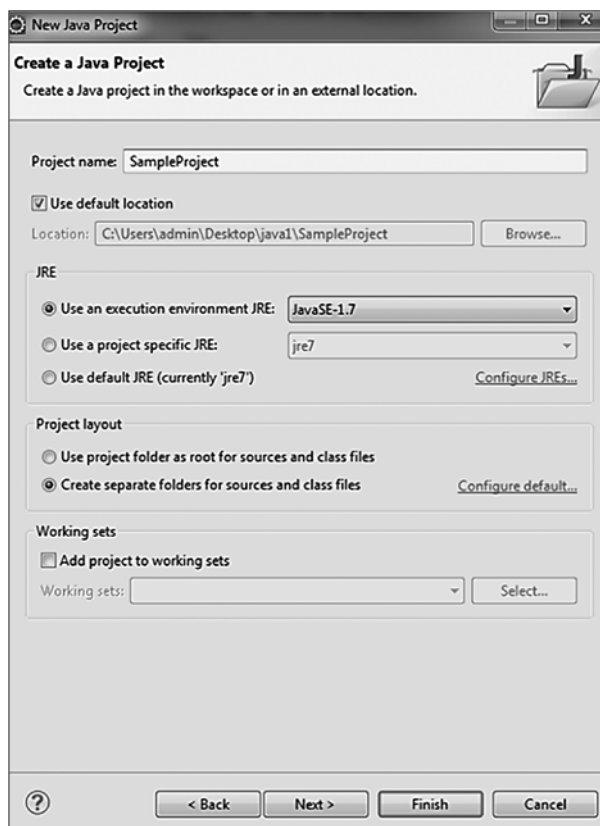 New Java Project
Create a Java Project
Create a Java project in the workspace or in an external location.
Project name: SampleProject
Use default location
Location: C:\Users\admin\Desktop\java1\SampleProject Browse...
JRE
Use an execution environment JRE: JavaSE-1.7
Use a project specific JRE: jre7
Use default JRE (currently 'jre7') Configure JREs...
Project layout
Use project folder as root for sources and class files
Create separate folders for sources and class files Configure default...
Working sets
Add project to working sets
Working sets: Select...
? < Back Next > Finish Cancel